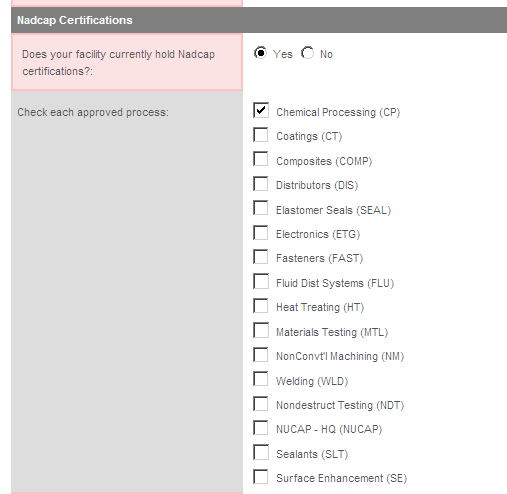 Nadcap Certifications
Does your facility currently hold Nadcap
certifications?:
Yes No
Check each approved process:
Chemical Processing (CP)
Coatings (CT)
Composites (COMP)
Distributors (DIS)
Elastomer Seals (SEAL)
Electronics (ETG)
Fasteners (FAST)
Fluid Dist Systems (FLU)
Heat Treating (HT)
Materials Testing (MTL)
NonConvt'l Machining (NM)
Welding (WLD)
Nondestruct Testing (NDT)
NUCAP - HQ (NUCAP)
Sealants (SLT)
Surface Enhancement (SE)